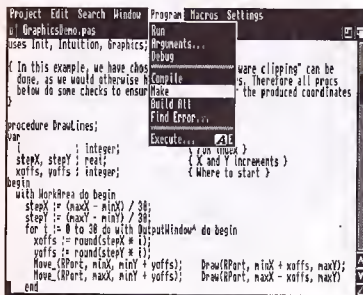 Project Edit Search Window Program Macros Settings
GraphicsDemo.pas
Run
Arguments...
Debug
Compile
Make
Build All
Find Error...
Execute... E
uses Init, Intuition, Graphics;
{ In this example, we have chos ware clipping" can be
done, as we would otherwise h s. Therefore all procs
below do some checks to ensur the produced coordinates
}
procedure DrawLines;
var
i : integer; index }
stepX, stepY : real; { X and Y increments }
xoffs, yoffs : integer; { Where to start }
begin
with WorkArea do begin
stepX := (maxX - minX) / 30;
stepY := (maxY - minY) / 30;
for i := 0 to 30 do with OutputWindow^ do begin
xoffs := round(stepX * i);
yoffs := round(stepY * i);
Move_(RPort, minX, minY + yoffs); Draw(RPort, minX + xoffs, maxY);
Move_(RPort, maxX, minY + yoffs); Draw(RPort, maxX - xoffs, maxY);
end